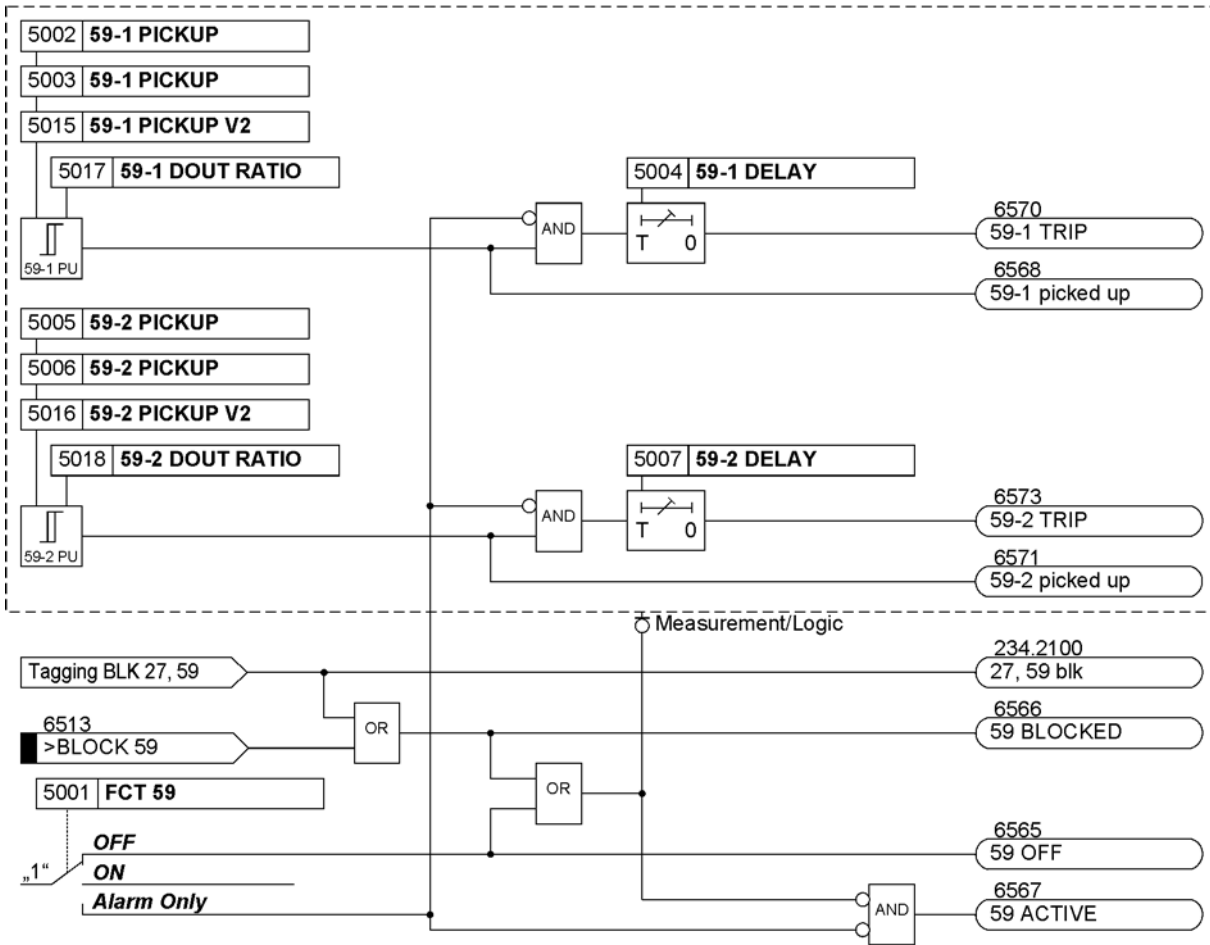 5002 59-1 PICKUP
5003 59-1 PICKUP
5015 59-1 PICKUP V2
5017 59-1 DOUT RATIO
5004 59-1 DELAY
59-1 PU
AND
T 0
6570
59-1 TRIP
6568
59-1 picked up
5005 59-2 PICKUP
5006 59-2 PICKUP
5016 59-2 PICKUP V2
5018 59-2 DOUT RATIO
5007 59-2 DELAY
59-2 PU
AND
T 0
6573
59-2 TRIP
6571
59-2 picked up
Measurement/Logic
Tagging BLK 27, 59
234.2100
27, 59 blk
6513
>BLOCK 59
OR
6566
59 BLOCKED
5001 FCT 59
OR
OFF
6565
59 OFF
„1“
ON
Alarm Only
AND
6567
59 ACTIVE